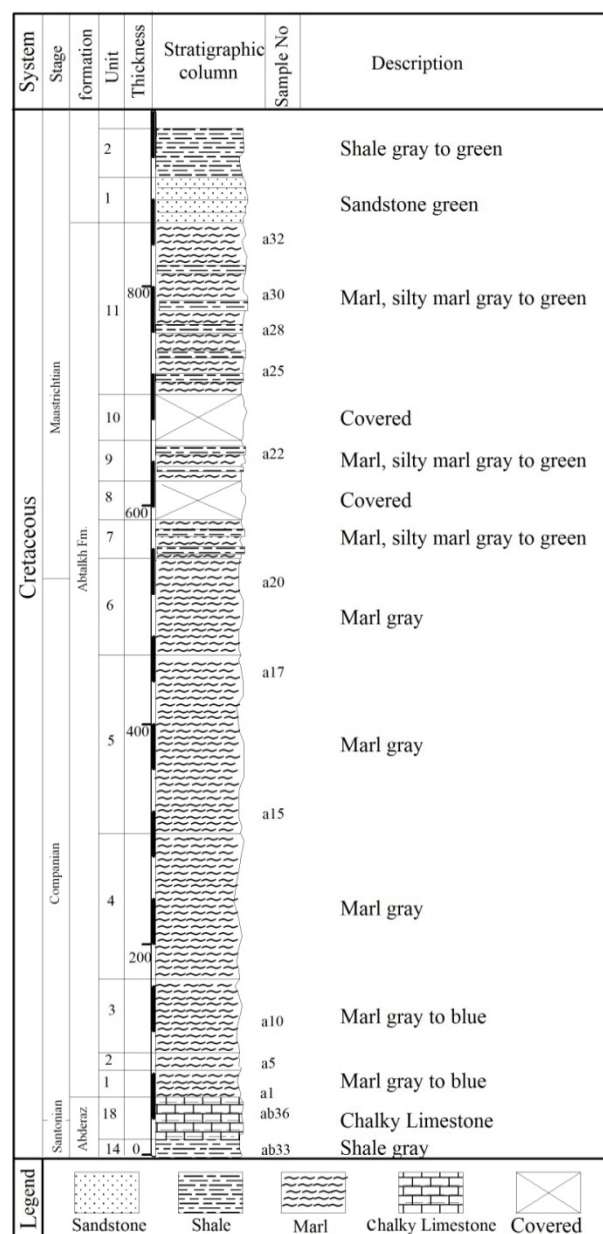 System
Stage
formation
Unit
Thickness
Stratigraphic
column
Sample No
Description
Cretaceous
Maastrichtian
Companian
Santonian
Abtalkh Fm.
Abderaz
2
Shale gray to green
1
Sandstone green
a32
800
a30
11
Marl, silty marl gray to green
a28
a25
10
Covered
a22
9
Marl, silty marl gray to green
8
Covered
600
7
Marl, silty marl gray to green
a20
6
Marl gray
a17
400
5
Marl gray
a15
4
Marl gray
200
3
a10
Marl gray to blue
2
a5
1
Marl gray to blue
a1
18
ab36
Chalky Limestone
14
0
ab33
Shale gray
Legend
Sandstone
Shale
Marl
Chalky Limestone
Covered